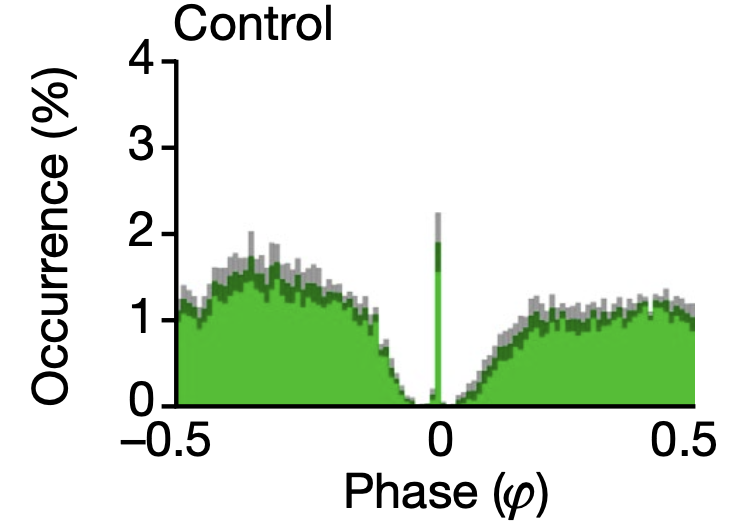 Control
Occurrence (%)
4
3
2
1
0
–0.5
0
0.5
Phase (φ)